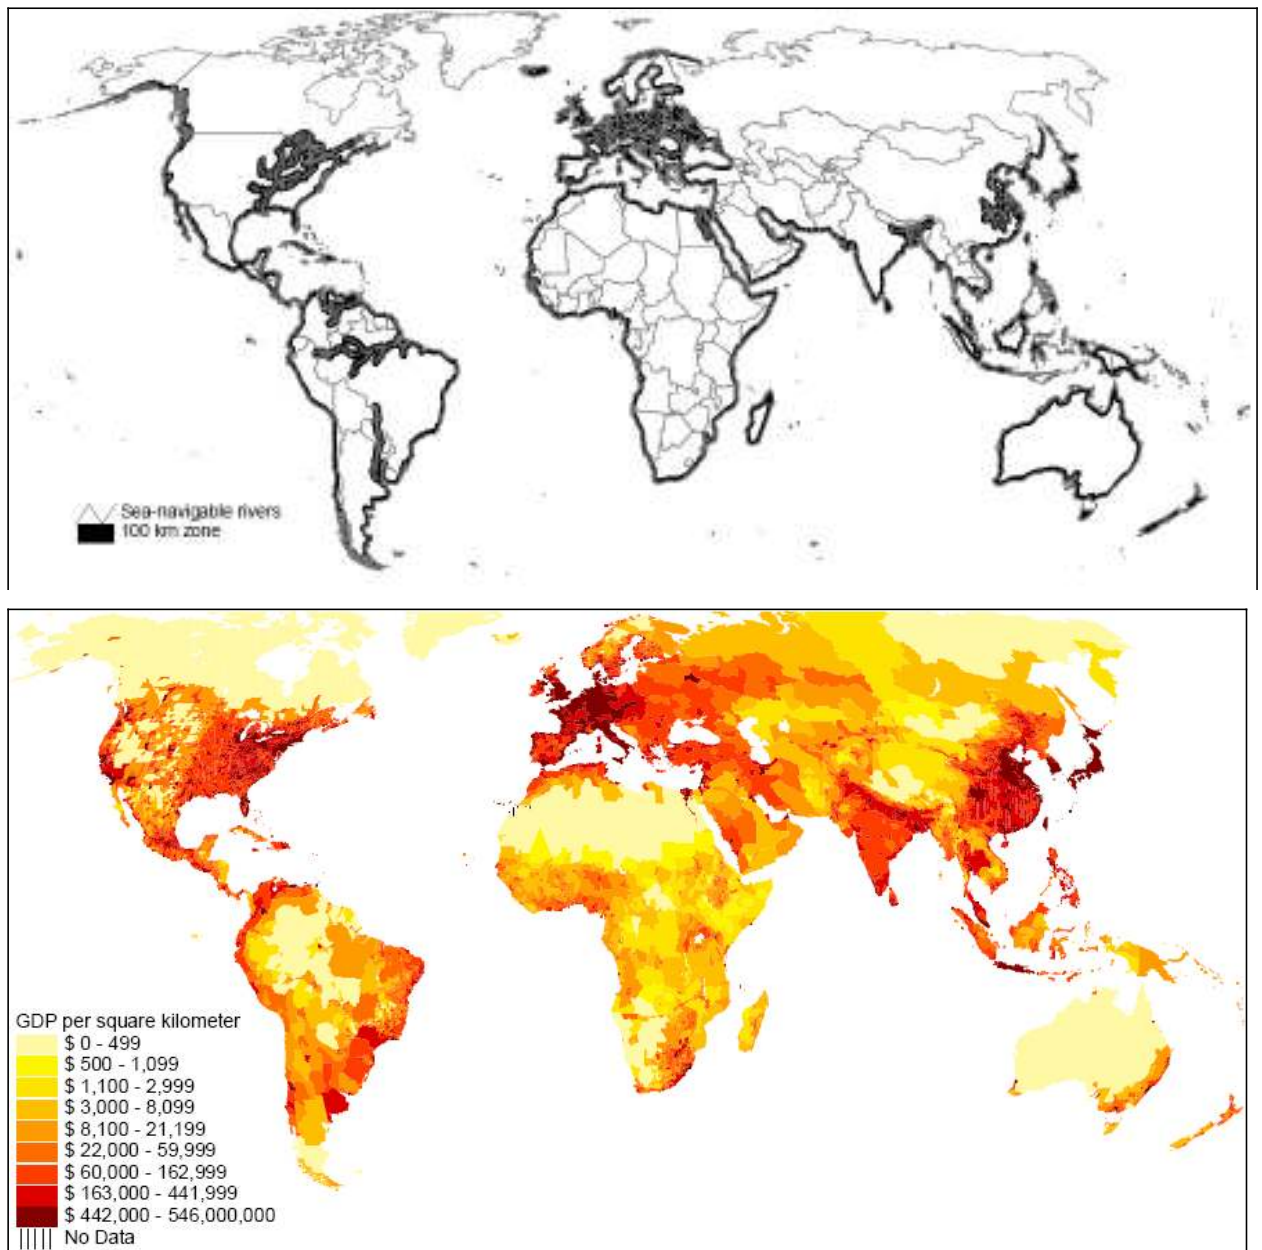 Sea-navigable rivers
100 km zone
GDP per square kilometer
$ 0 - 499
$ 500 - 1,099
$ 1,100 - 2,999
$ 3,000 - 8,099
$ 8,100 - 21,199
$ 22,000 - 59,999
$ 60,000 - 162,999
$ 163,000 - 441,999
$ 442,000 - 546,000,000
No Data